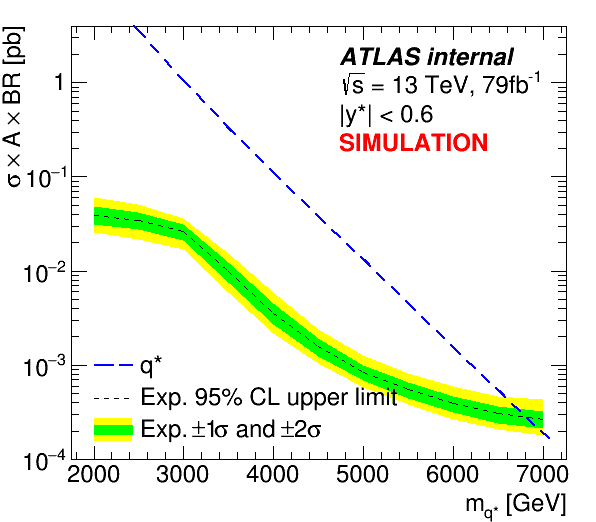 σ × A × BR [pb]
ATLAS internal
√s = 13 TeV, 79fb⁻¹
|y*| < 0.6
SIMULATION
1
10⁻¹
10⁻²
10⁻³
10⁻⁴
q*
Exp. 95% CL upper limit
Exp. ±1σ and ±2σ
2000 3000 4000 5000 6000 7000
m_q* [GeV]